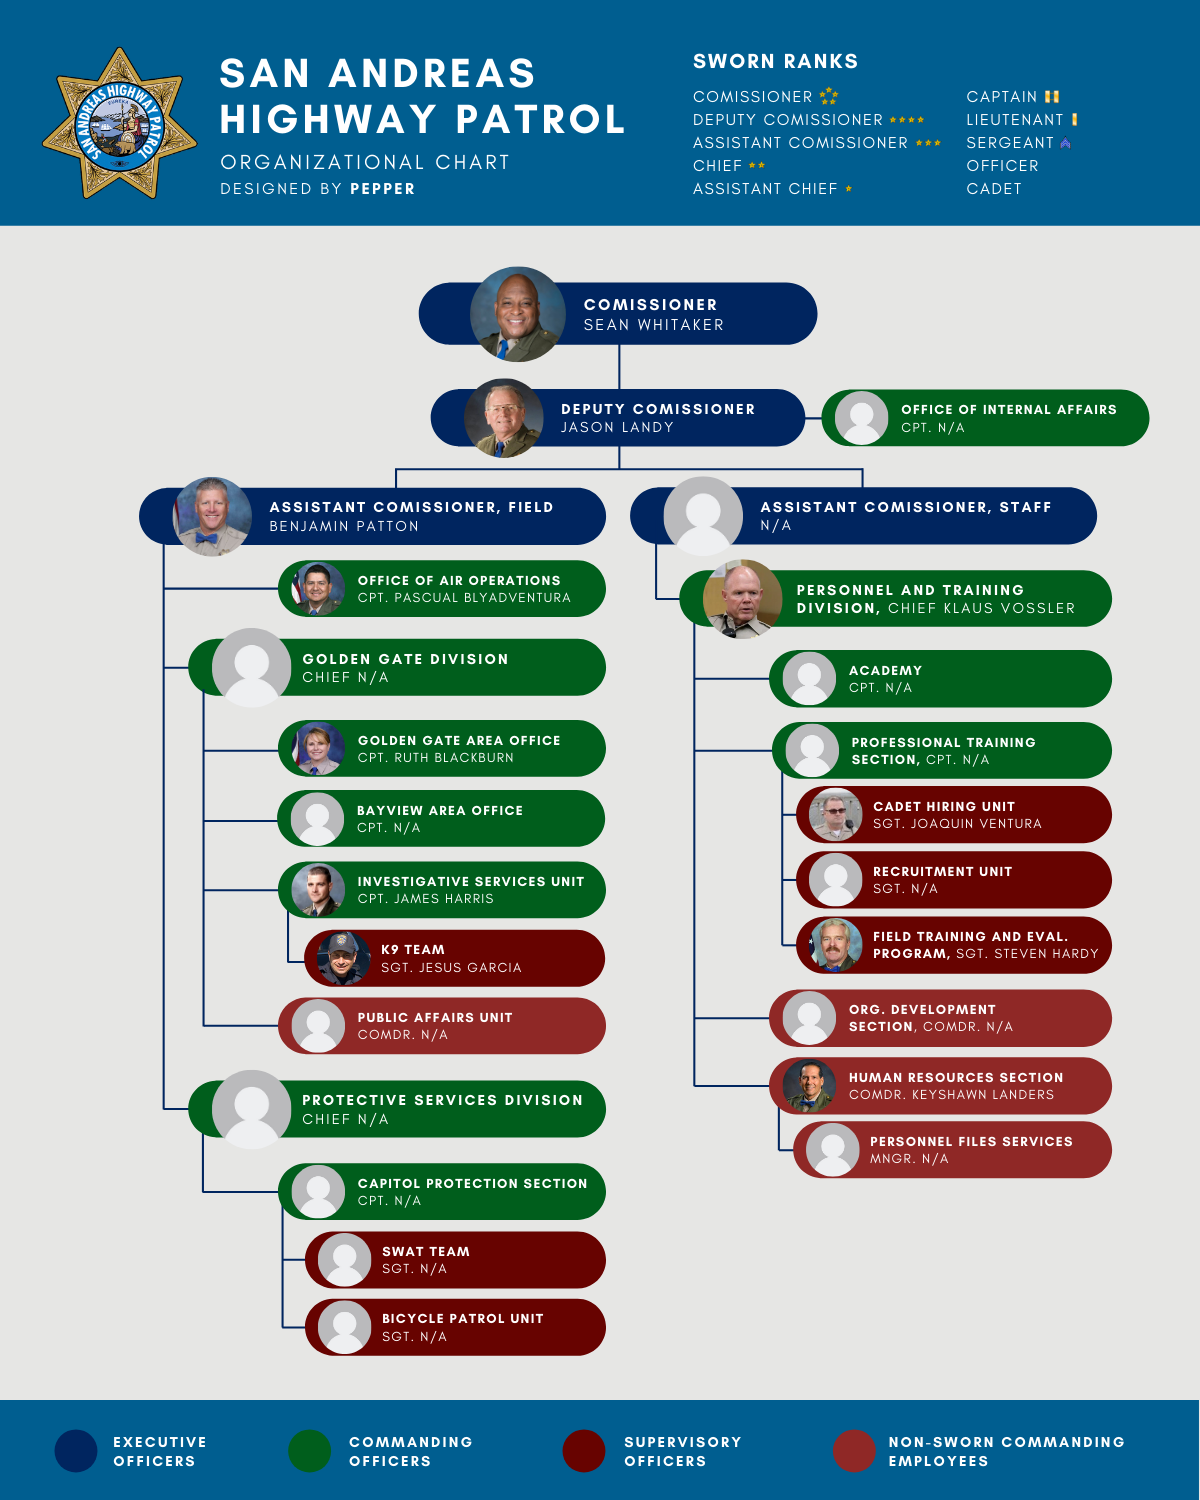 SAN ANDREAS HIGHWAY PATROL
EUREKA
SAN ANDREAS
HIGHWAY PATROL
ORGANIZATIONAL CHART
DESIGNED BY PEPPER
SWORN RANKS
COMISSIONER
DEPUTY COMISSIONER
ASSISTANT COMISSIONER
CHIEF
ASSISTANT CHIEF
CAPTAIN
LIEUTENANT
SERGEANT
OFFICER
CADET
COMISSIONER
SEAN WHITAKER
DEPUTY COMISSIONER
JASON LANDY
OFFICE OF INTERNAL AFFAIRS
CPT. N/A
ASSISTANT COMISSIONER, FIELD
BENJAMIN PATTON
OFFICE OF AIR OPERATIONS
CPT. PASCUAL BLYADVENTURA
GOLDEN GATE DIVISION
CHIEF N/A
GOLDEN GATE AREA OFFICE
CPT. RUTH BLACKBURN
BAYVIEW AREA OFFICE
CPT. N/A
INVESTIGATIVE SERVICES UNIT
CPT. JAMES HARRIS
K9 TEAM
SGT. JESUS GARCIA
PUBLIC AFFAIRS UNIT
COMDR. N/A
PROTECTIVE SERVICES DIVISION
CHIEF N/A
CAPITOL PROTECTION SECTION
CPT. N/A
SWAT TEAM
SGT. N/A
BICYCLE PATROL UNIT
SGT. N/A
ASSISTANT COMISSIONER, STAFF
N/A
PERSONNEL AND TRAINING
DIVISION, CHIEF KLAUS VOSSLER
ACADEMY
CPT. N/A
PROFESSIONAL TRAINING
SECTION, CPT. N/A
CADET HIRING UNIT
SGT. JOAQUIN VENTURA
RECRUITMENT UNIT
SGT. N/A
FIELD TRAINING AND EVAL.
PROGRAM, SGT. STEVEN HARDY
ORG. DEVELOPMENT
SECTION, COMDR. N/A
HUMAN RESOURCES SECTION
COMDR. KEYSHAWN LANDERS
PERSONNEL FILES SERVICES
MNGR. N/A
EXECUTIVE
OFFICERS
COMMANDING
OFFICERS
SUPERVISORY
OFFICERS
NON-SWORN COMMANDING
EMPLOYEES